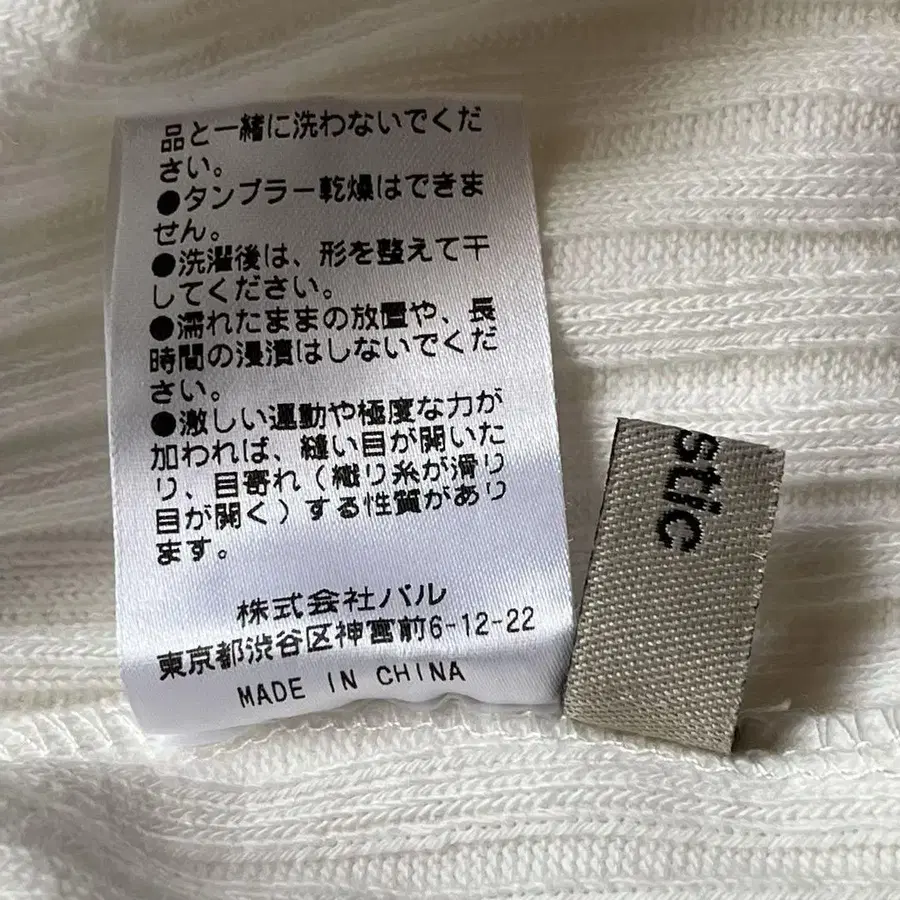 品と一緒に洗わないでくだ
さい。
●タンブラー乾燥はできま
せん。
●洗濯後は、形を整えて干
してください。
●濡れたままの放置や、長
時間の浸漬はしないでくだ
さい。
●激しい運動や極度な力が
加われば、縫い目が開いた
り、目寄れ(織り糸が滑り
目が開く)する性質があり
ます。
株式会社パル
東京都渋谷区神宮前6-12-22
MADE IN CHINA
stic